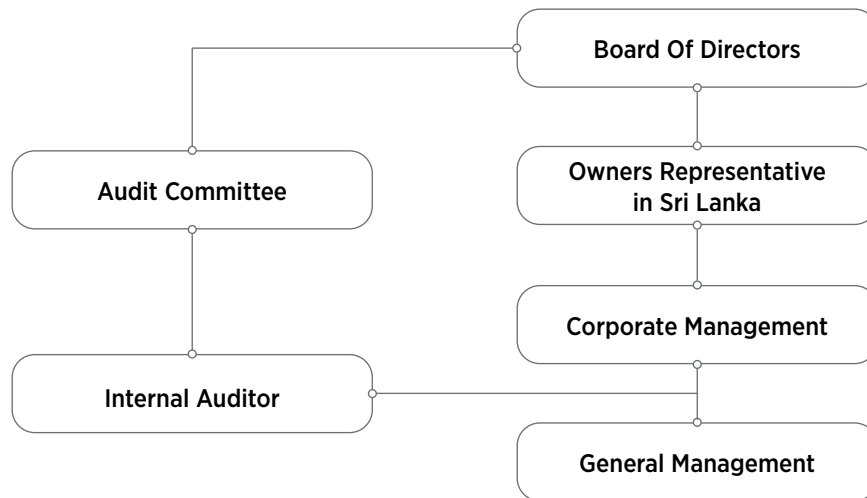 Board Of Directors
Audit Committee
Owners Representative
in Sri Lanka
Corporate Management
Internal Auditor
General Management